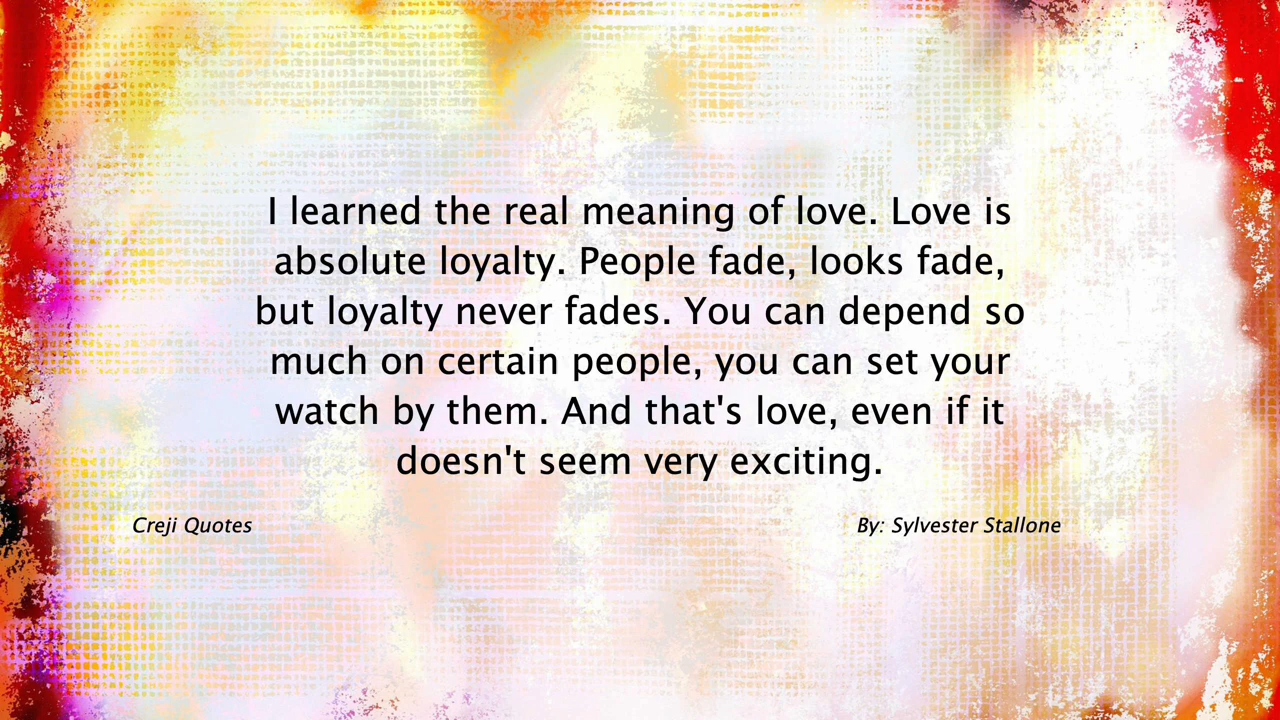 I learned the real meaning of love. Love is
absolute loyalty. People fade, looks fade,
but loyalty never fades. You can depend so
much on certain people, you can set your
watch by them. And that's love, even if it
doesn't seem very exciting.
Creji Quotes
By: Sylvester Stallone